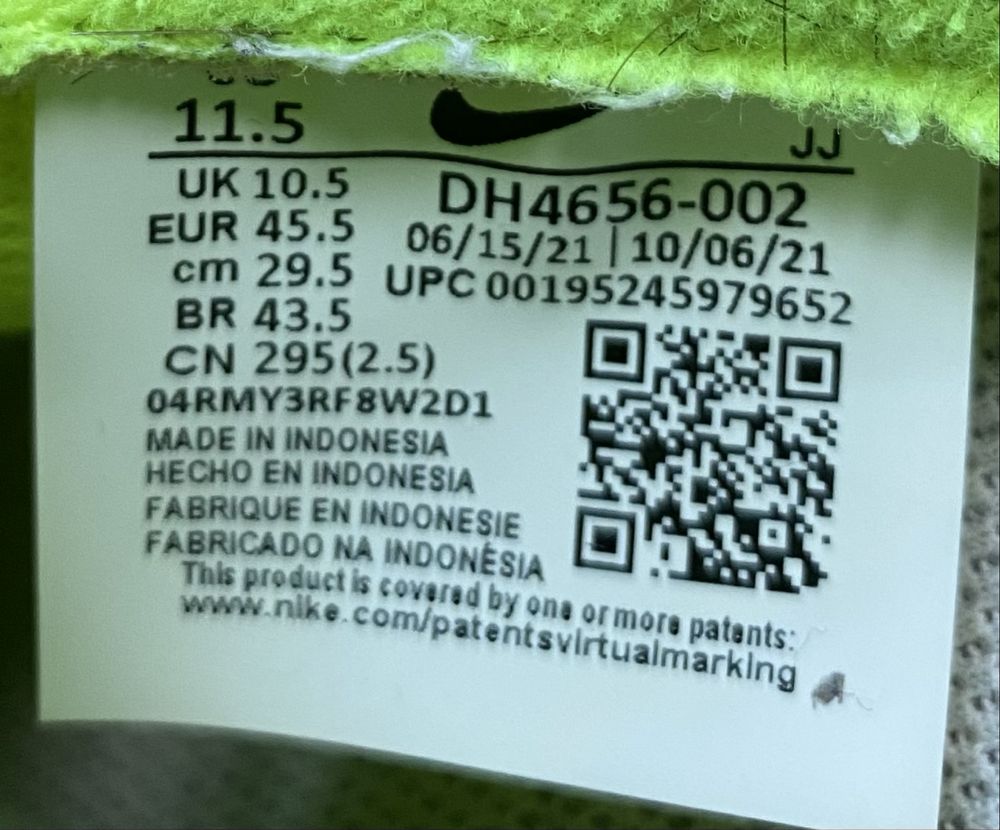 11.5
JJ
UK 10.5
EUR 45.5
cm 29.5
BR 43.5
CN 295(2.5)
DH4656-002
06/15/21 | 10/06/21
UPC 00195245979652
04RMY3RF8W2D1
MADE IN INDONESIA
HECHO EN INDONESIA
FABRIQUE EN INDONESIE
FABRICADO NA INDONÉSIA
This product is covered by one or more patents:
www.nike.com/patentsvirtualmarking